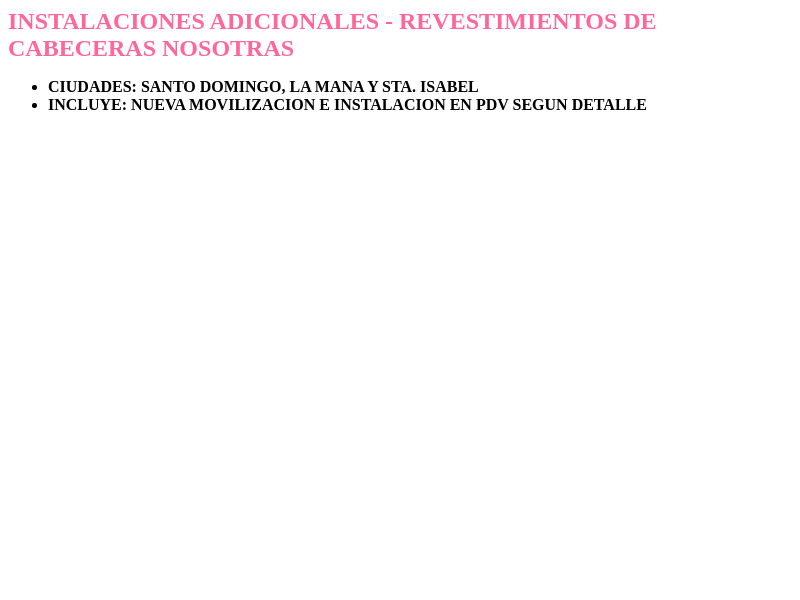 INSTALACIONES ADICIONALES - REVESTIMIENTOS DE
CABECERAS NOSOTRAS
CIUDADES: SANTO DOMINGO, LA MANA Y STA. ISABEL
INCLUYE: NUEVA MOVILIZACION E INSTALACION EN PDV SEGUN DETALLE